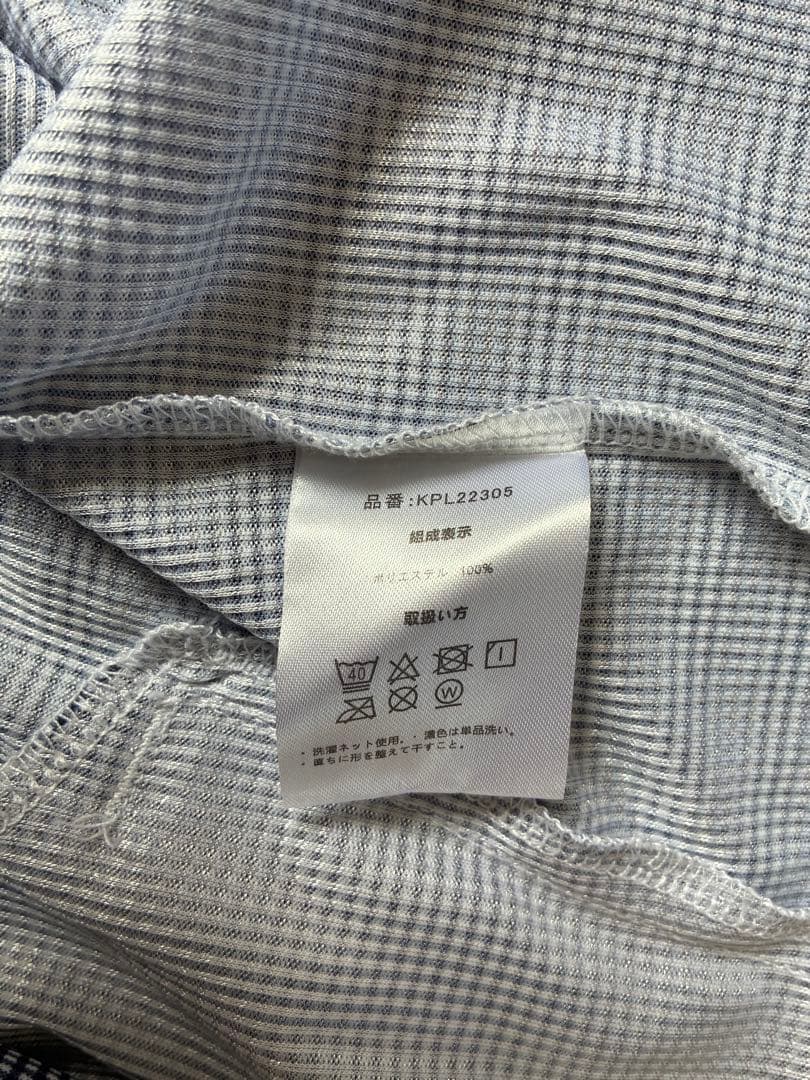 品番:KPL22305
組成表示
ポリエステル 100%
取扱い方
40
W
・洗濯ネット使用。・濃色は単品洗い。
・直ちに形を整えて干すこと。